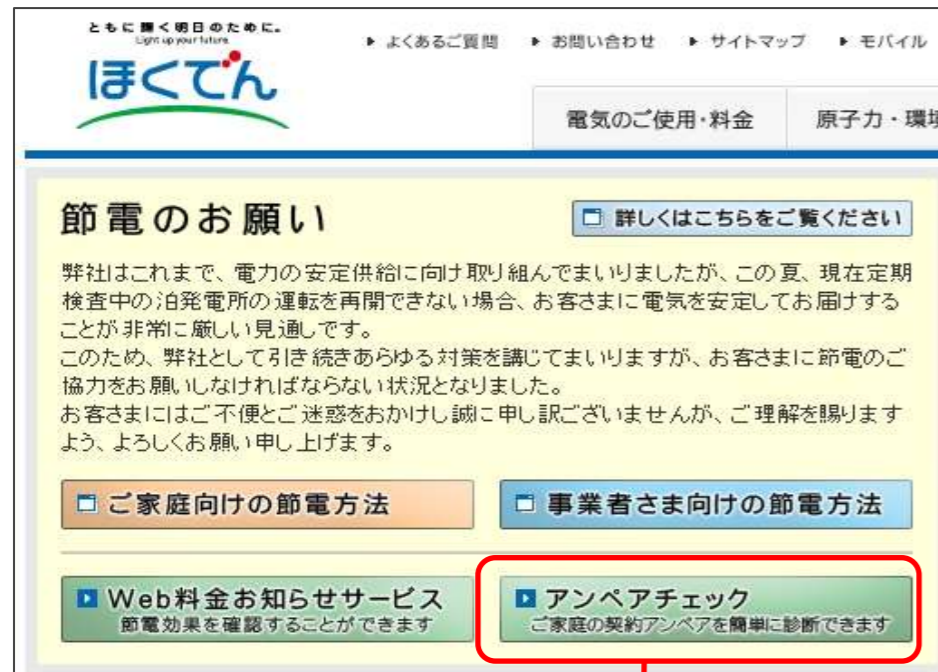 ともに輝く明日のために。
Light up your future.
ほくでん
よくあるご質問 お問い合わせ サイトマップ モバイル
電気のご使用・料金 原子力・環境
節電のお願い
詳しくはこちらをご覧ください
弊社はこれまで、電力の安定供給に向け取り組んでまいりましたが、この夏、現在定期
検査中の泊発電所の運転を再開できない場合、お客さまに電気を安定してお届けする
ことが非常に厳しい見通しです。
このため、弊社として引き続きあらゆる対策を講じてまいりますが、お客さまに節電のご
協力をお願いしなければならない状況となりました。
お客さまにはご不便とご迷惑をおかけし誠に申し訳ございませんが、ご理解を賜ります
よう、よろしくお願い申し上げます。
ご家庭向けの節電方法
事業者さま向けの節電方法
Web料金お知らせサービス
節電効果を確認することができます
アンペアチェック
ご家庭の契約アンペアを簡単に診断できます